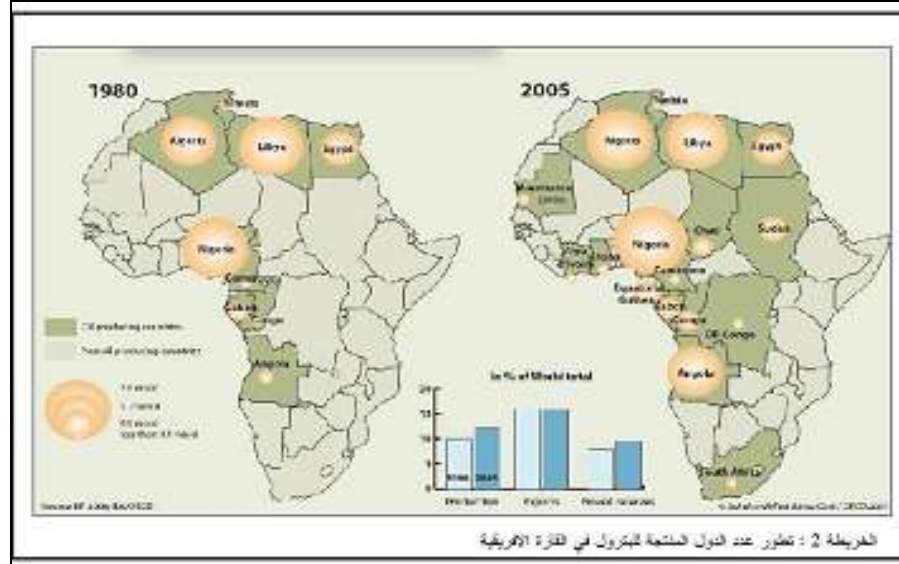 1980
2005
Tunisia
Algeria
Libya
Egypt
Nigeria
Cameroon
Gabon
Congo
Angola
Oil producing countries
Non-oil producing countries
Tunisia
Algeria
Libya
Egypt
Mauritania
Chad
Sudan
Nigeria
Ghana
Cameroon
Equatorial
Guinea
Gabon
Congo
DR Congo
Angola
South Africa
In % of World total
20
15
10
5
0
1980 2005
Production Exports Proved reserves
الخريطة 2 : تطور عدد الدول المنتجة للبترول في القارة الإفريقية